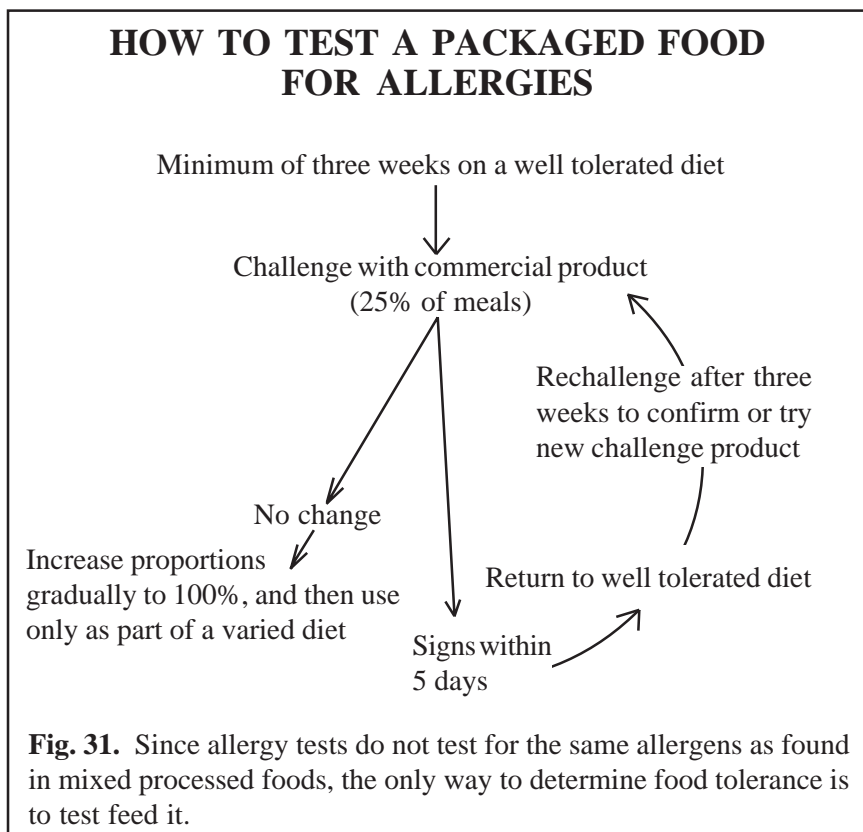 HOW TO TEST A PACKAGED FOOD
FOR ALLERGIES
Minimum of three weeks on a well tolerated diet
Challenge with commercial product
(25% of meals)
Rechallenge after three
weeks to confirm or try
new challenge product
No change
Increase proportions
gradually to 100%, and then use
only as part of a varied diet
Return to well tolerated diet
Signs within
5 days
Fig. 31. Since allergy tests do not test for the same allergens as found
in mixed processed foods, the only way to determine food tolerance is
to test feed it.